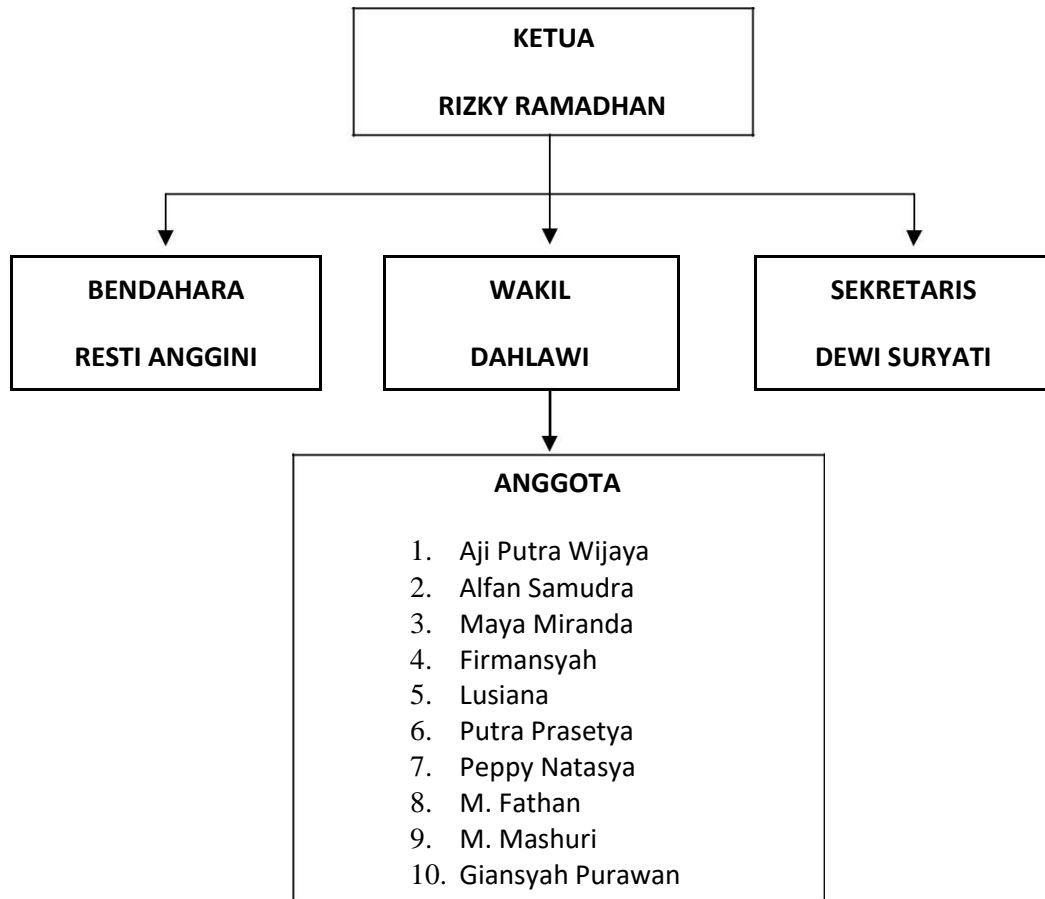 KETUA
RIZKY RAMADHAN
BENDAHARA
RESTI ANGGINI
WAKIL
DAHLAWI
SEKRETARIS
DEWI SURYATI
ANGGOTA
1. Aji Putra Wijaya
2. Alfan Samudra
3. Maya Miranda
4. Firmansyah
5. Lusiana
6. Putra Prasetya
7. Peppy Natasya
8. M. Fathan
9. M. Mashuri
10. Giansyah Purawan